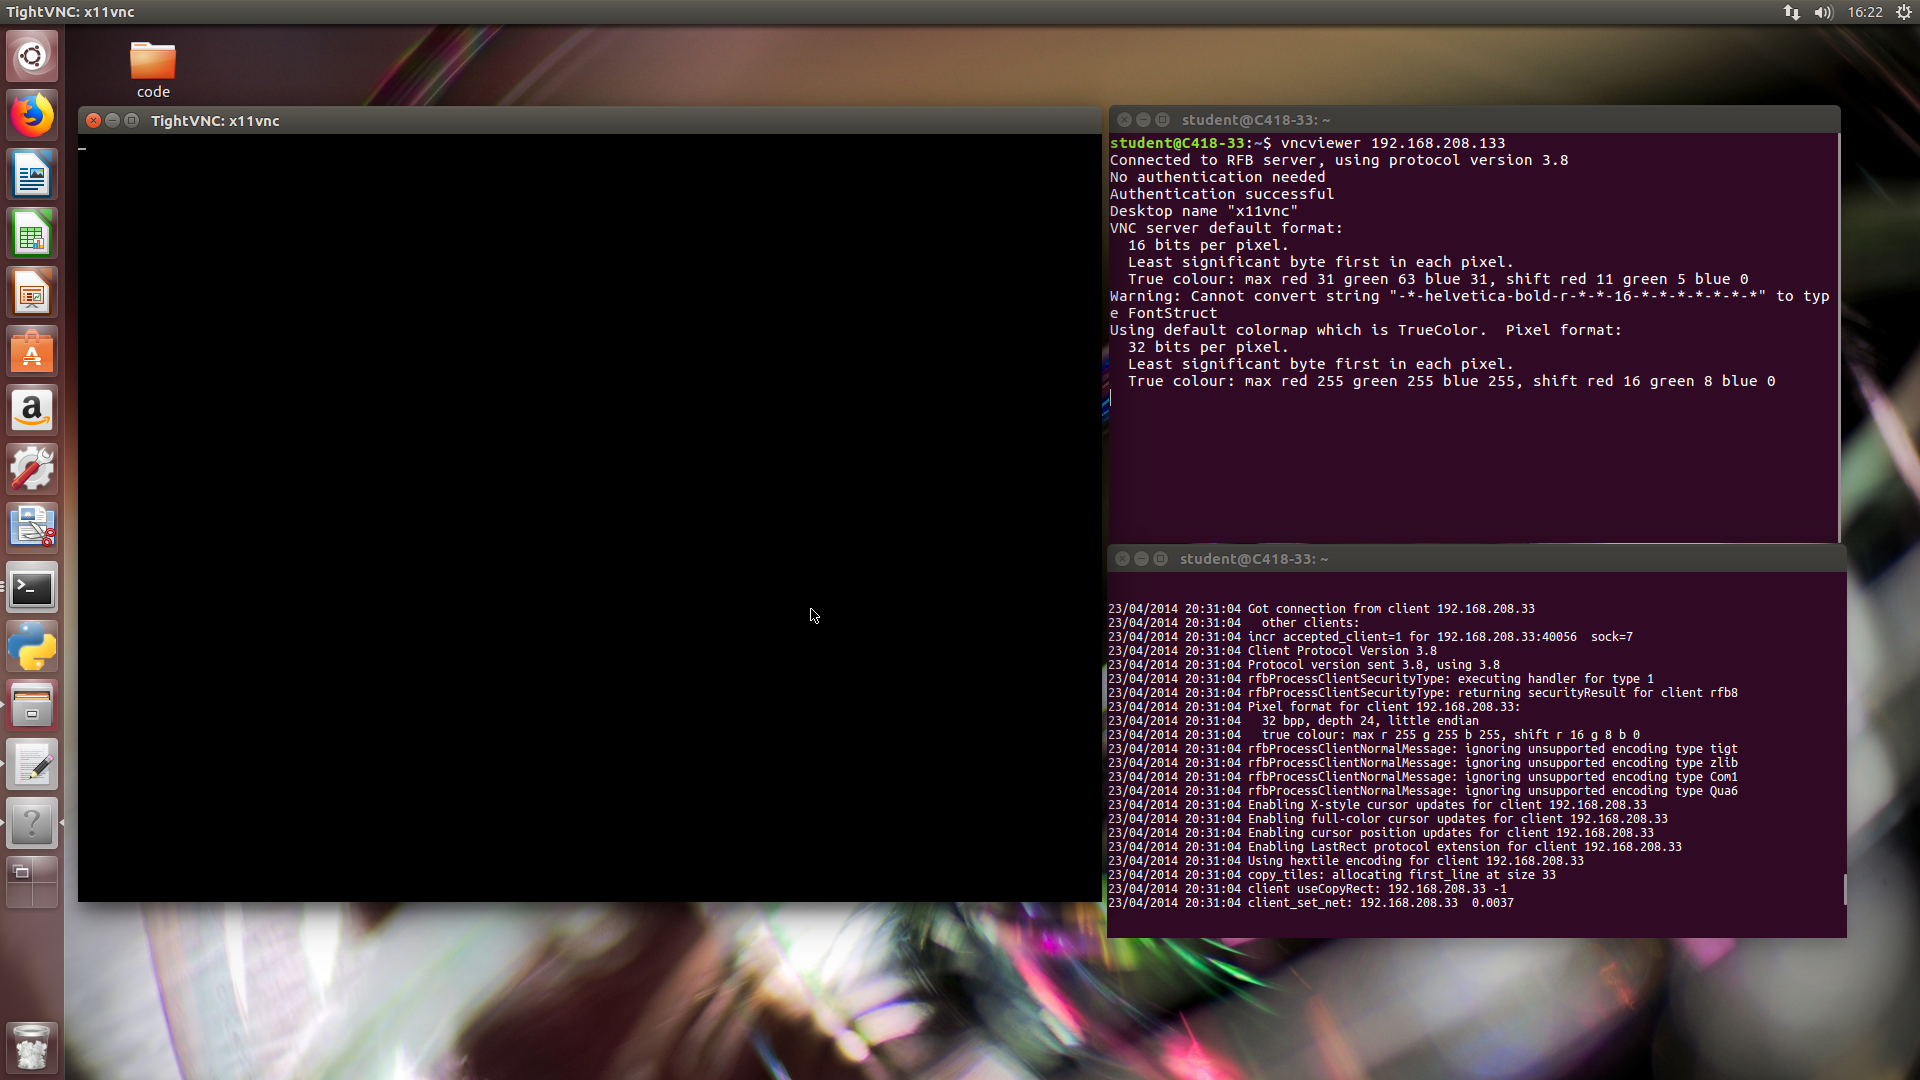 TightVNC: x11vnc
16:22
code
TightVNC: x11vnc
student@C418-33: ~
student@C418-33:~$ vncviewer 192.168.208.133
Connected to RFB server, using protocol version 3.8
No authentication needed
Authentication successful
Desktop name "x11vnc"
VNC server default format:
  16 bits per pixel.
  Least significant byte first in each pixel.
  True colour: max red 31 green 63 blue 31, shift red 11 green 5 blue 0
Warning: Cannot convert string "-*-helvetica-bold-r-*-*-16-*-*-*-*-*-*-*" to typ
e FontStruct
Using default colormap which is TrueColor.  Pixel format:
  32 bits per pixel.
  Least significant byte first in each pixel.
  True colour: max red 255 green 255 blue 255, shift red 16 green 8 blue 0
student@C418-33: ~
23/04/2014 20:31:04 Got connection from client 192.168.208.33
23/04/2014 20:31:04   other clients:
23/04/2014 20:31:04 incr accepted_client=1 for 192.168.208.33:40056  sock=7
23/04/2014 20:31:04 Client Protocol Version 3.8
23/04/2014 20:31:04 Protocol version sent 3.8, using 3.8
23/04/2014 20:31:04 rfbProcessClientSecurityType: executing handler for type 1
23/04/2014 20:31:04 rfbProcessClientSecurityType: returning securityResult for client rfb8
23/04/2014 20:31:04 Pixel format for client 192.168.208.33:
23/04/2014 20:31:04   32 bpp, depth 24, little endian
23/04/2014 20:31:04   true colour: max r 255 g 255 b 255, shift r 16 g 8 b 0
23/04/2014 20:31:04 rfbProcessClientNormalMessage: ignoring unsupported encoding type tigt
23/04/2014 20:31:04 rfbProcessClientNormalMessage: ignoring unsupported encoding type zlib
23/04/2014 20:31:04 rfbProcessClientNormalMessage: ignoring unsupported encoding type Com1
23/04/2014 20:31:04 rfbProcessClientNormalMessage: ignoring unsupported encoding type Qua6
23/04/2014 20:31:04 Enabling X-style cursor updates for client 192.168.208.33
23/04/2014 20:31:04 Enabling full-color cursor updates for client 192.168.208.33
23/04/2014 20:31:04 Enabling cursor position updates for client 192.168.208.33
23/04/2014 20:31:04 Enabling LastRect protocol extension for client 192.168.208.33
23/04/2014 20:31:04 Using hextile encoding for client 192.168.208.33
23/04/2014 20:31:04 copy_tiles: allocating first_line at size 33
23/04/2014 20:31:04 client useCopyRect: 192.168.208.33 -1
23/04/2014 20:31:04 client_set_net: 192.168.208.33  0.0037